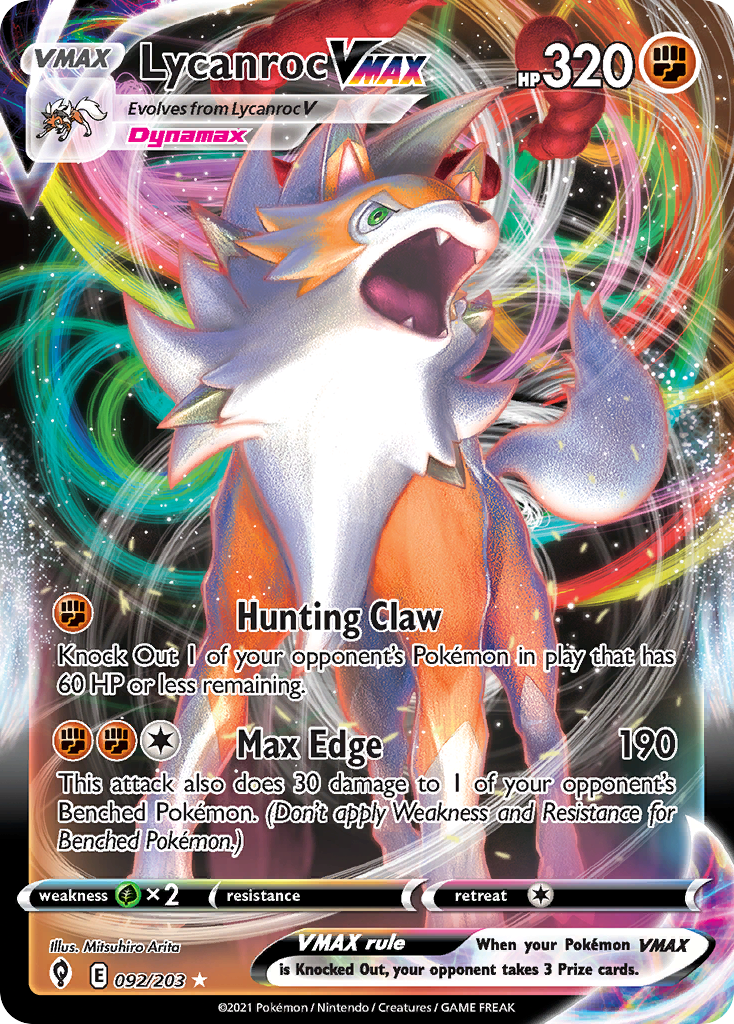 VMAX
Lycanroc VMAX
HP 320
Evolves from Lycanroc V
Dynamax
Hunting Claw
Knock Out 1 of your opponent's Pokémon in play that has
60 HP or less remaining.
Max Edge 190
This attack also does 30 damage to 1 of your opponent's
Benched Pokémon. (Don't apply Weakness and Resistance for
Benched Pokémon.)
weakness ×2 resistance retreat
Illus. Mitsuhiro Arita
VMAX rule When your Pokémon VMAX
is Knocked Out, your opponent takes 3 Prize cards.
E 092/203 ★
©2021 Pokémon / Nintendo / Creatures / GAME FREAK